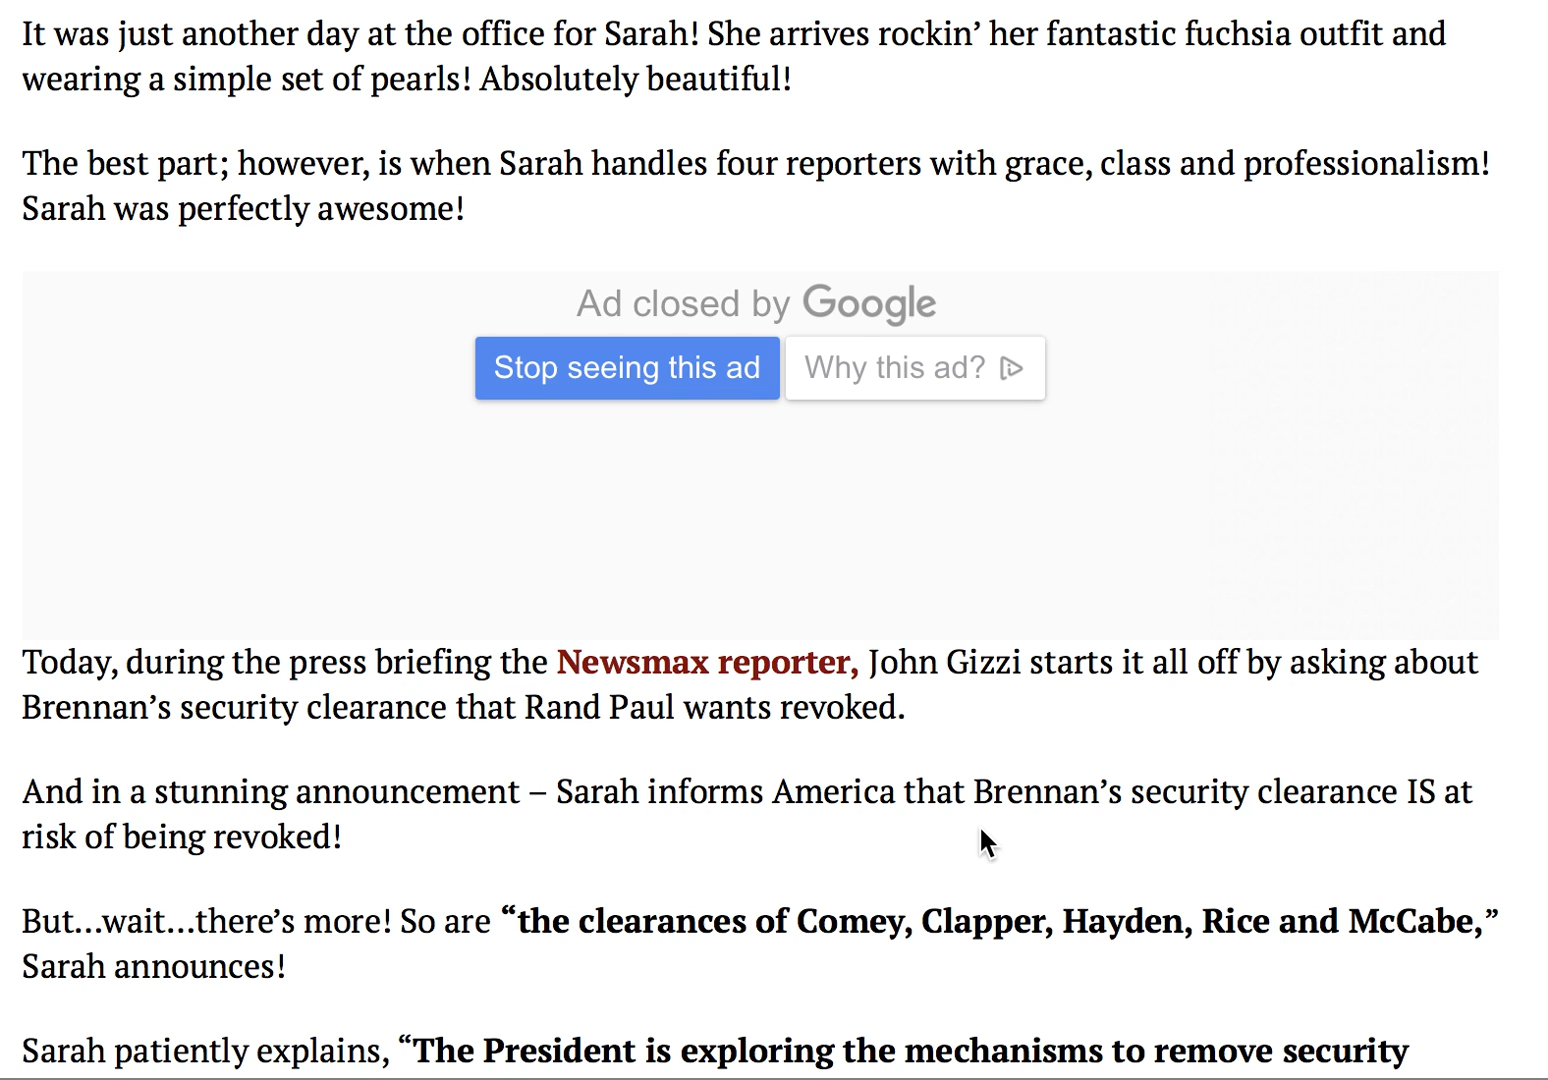 It was just another day at the office for Sarah! She arrives rockin’ her fantastic fuchsia outfit and
wearing a simple set of pearls! Absolutely beautiful!
The best part; however, is when Sarah handles four reporters with grace, class and professionalism!
Sarah was perfectly awesome!
Ad closed by Google
Stop seeing this ad Why this ad?
Today, during the press briefing the Newsmax reporter, John Gizzi starts it all off by asking about
Brennan’s security clearance that Rand Paul wants revoked.
And in a stunning announcement – Sarah informs America that Brennan’s security clearance IS at
risk of being revoked!
But…wait…there’s more! So are “the clearances of Comey, Clapper, Hayden, Rice and McCabe,”
Sarah announces!
Sarah patiently explains, “The President is exploring the mechanisms to remove security